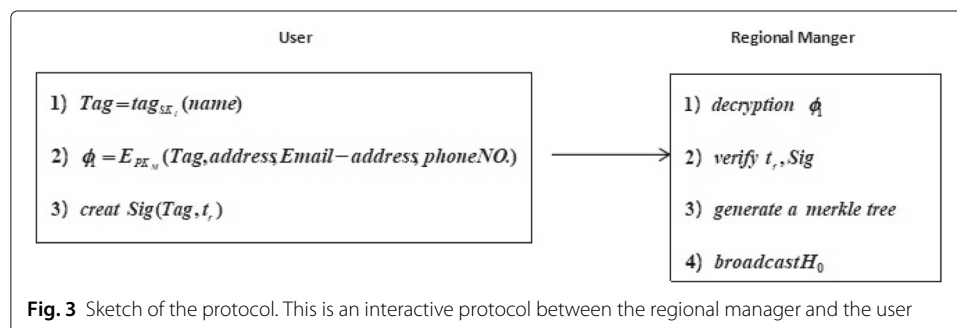 User
Regional Manger
1) Tag=tag_{SK_i}(name)
2) ϕ_1=E_{PK_M}(Tag,address,Email-address,phoneNO.)
3) creat Sig(Tag,t_r)
1) decryption ϕ_1
2) verify t_r,Sig
3) generate a merkle tree
4) broadcastH_0
Fig. 3 Sketch of the protocol. This is an interactive protocol between the regional manager and the user